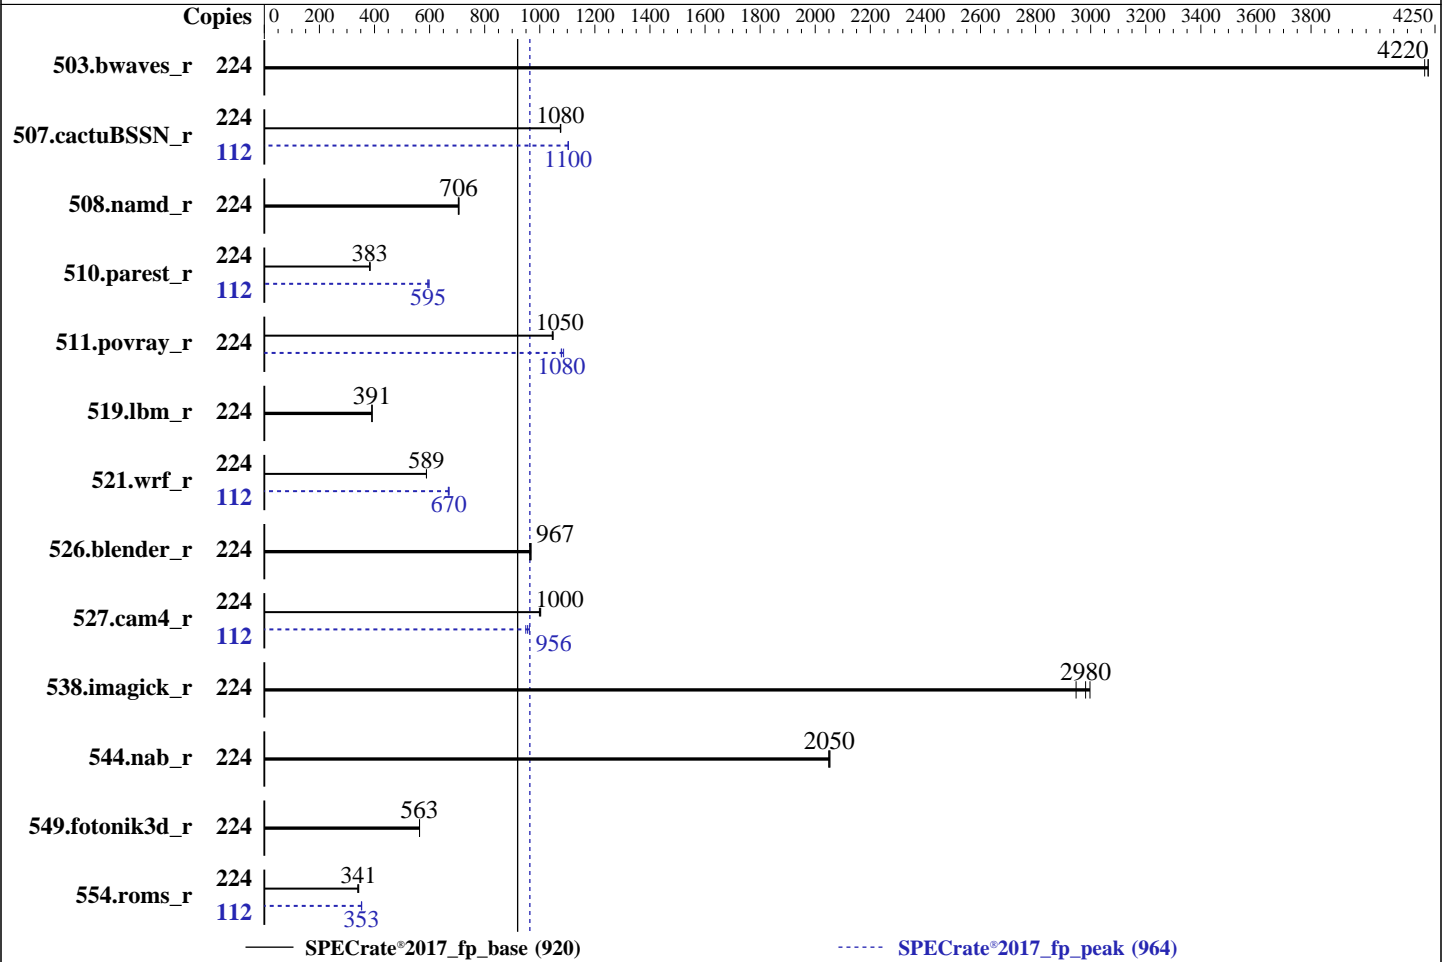 Copies 0 200 400 600 800 1000 1200 1400 1600 1800 2000 2200 2400 2600 2800 3000 3200 3400 3600 3800 4250
503.bwaves_r 224 4220
507.cactuBSSN_r 224 1080
112 1100
508.namd_r 224 706
510.parest_r 224 383
112 595
511.povray_r 224 1050
1080
519.lbm_r 224 391
521.wrf_r 224 589
112 670
526.blender_r 224 967
527.cam4_r 224 1000
112 956
538.imagick_r 224 2980
544.nab_r 224 2050
549.fotonik3d_r 224 563
554.roms_r 224 341
112 353
SPECrate®2017_fp_base (920) SPECrate®2017_fp_peak (964)